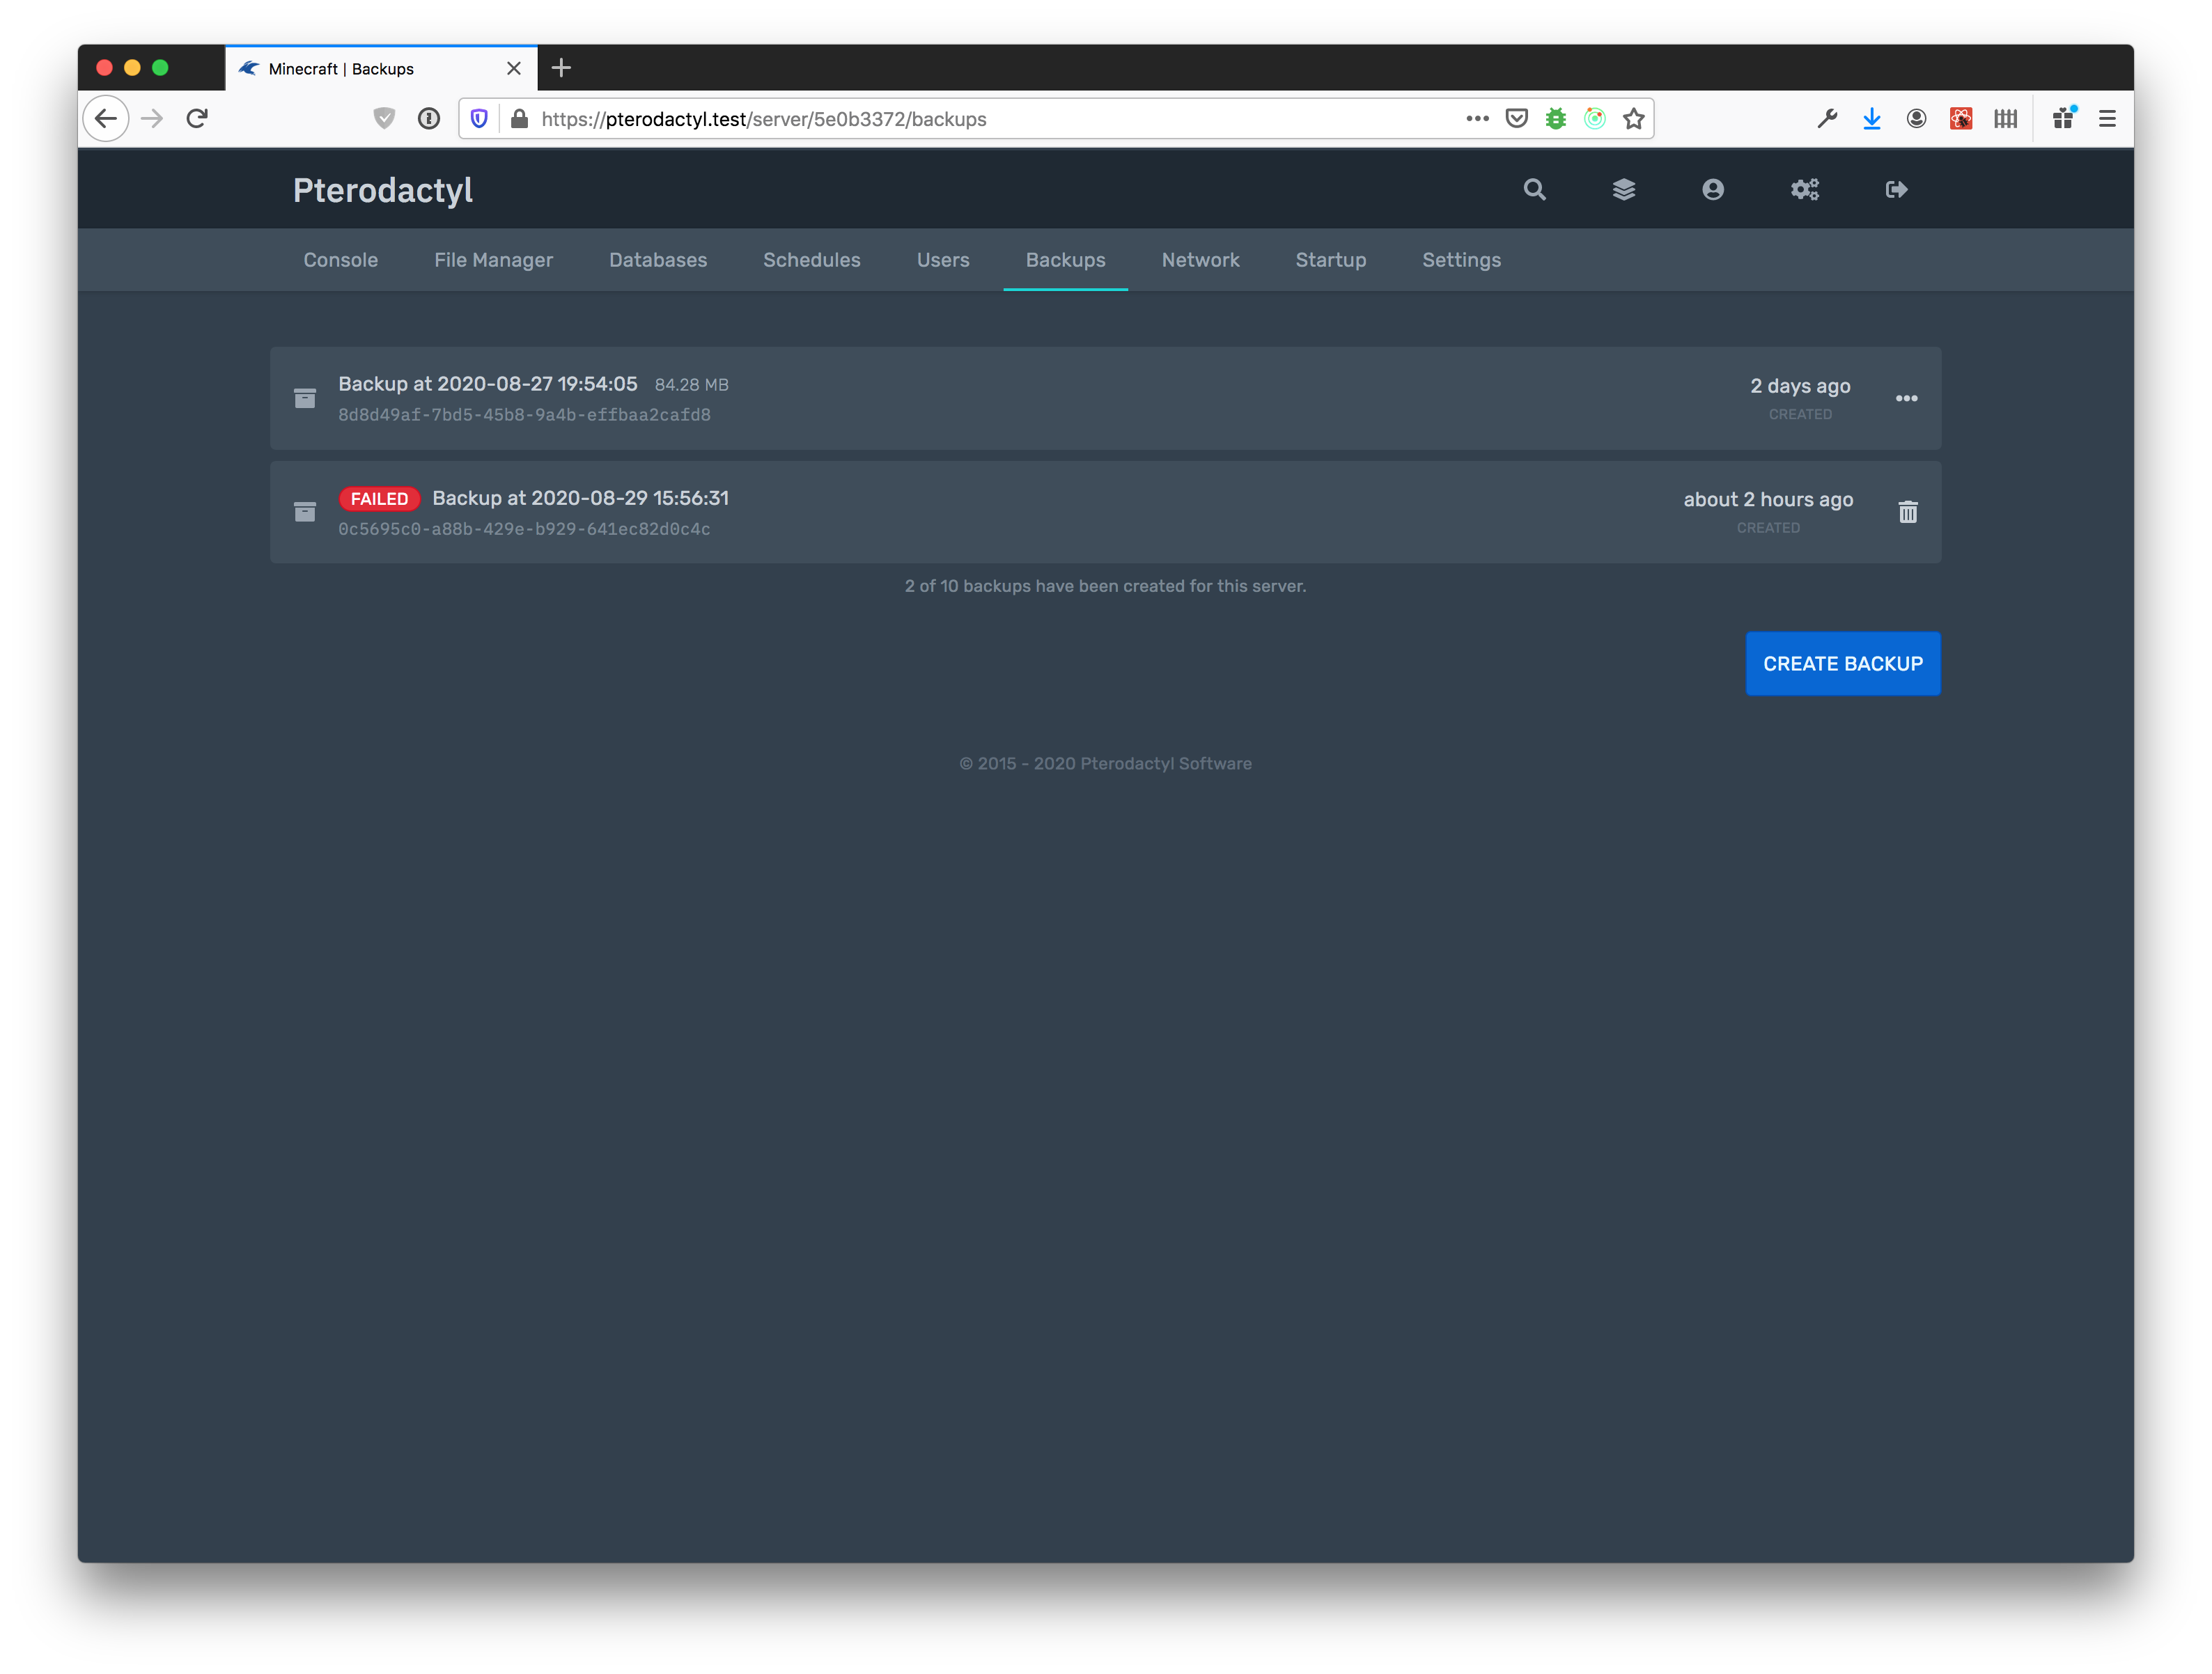 Minecraft | Backups
https://pterodactyl.test/server/5e0b3372/backups
Pterodactyl
Console File Manager Databases Schedules Users Backups Network Startup Settings
Backup at 2020-08-27 19:54:05 84.28 MB
2 days ago
8d8d49af-7bd5-45b8-9a4b-effbaa2cafd8
CREATED
FAILED Backup at 2020-08-29 15:56:31
about 2 hours ago
0c5695c0-a88b-429e-b929-641ec82d0c4c
CREATED
2 of 10 backups have been created for this server.
CREATE BACKUP
© 2015 - 2020 Pterodactyl Software